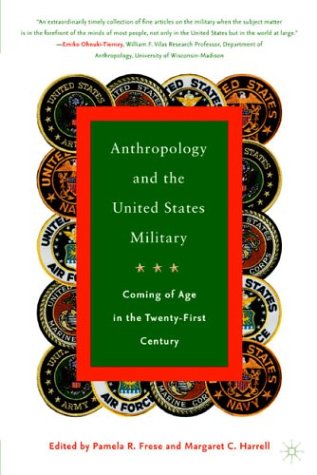 "An extraordinarily timely collection of fine articles on the military when the subject matter
is in the forefront of the minds of most people, not only in the United States but in the world at large."
—Emiko Ohnuki-Tierney, William F. Vilas Research Professor, Department of
Anthropology, University of Wisconsin-Madison
Anthropology
and the
United States
Military
Coming of Age
in the Twenty-First
Century
Edited by Pamela R. Frese and Margaret C. Harrell